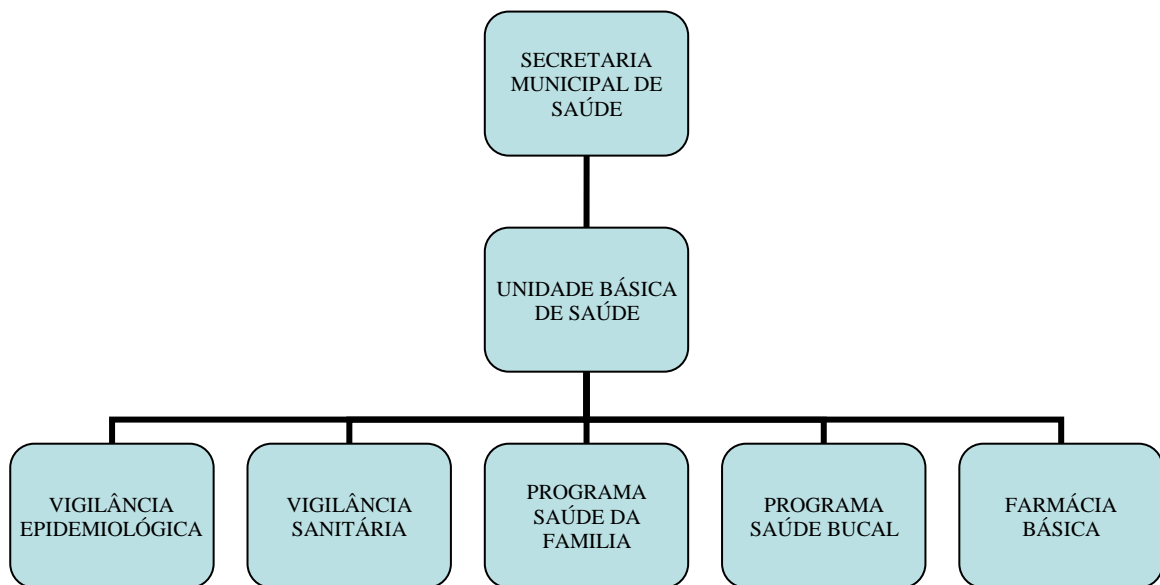 SECRETARIA
MUNICIPAL DE
SAÚDE
UNIDADE BÁSICA
DE SAÚDE
VIGILÂNCIA
EPIDEMIOLÓGICA
VIGILÂNCIA
SANITÁRIA
PROGRAMA
SAÚDE DA
FAMILIA
PROGRAMA
SAÚDE BUCAL
FARMÁCIA
BÁSICA